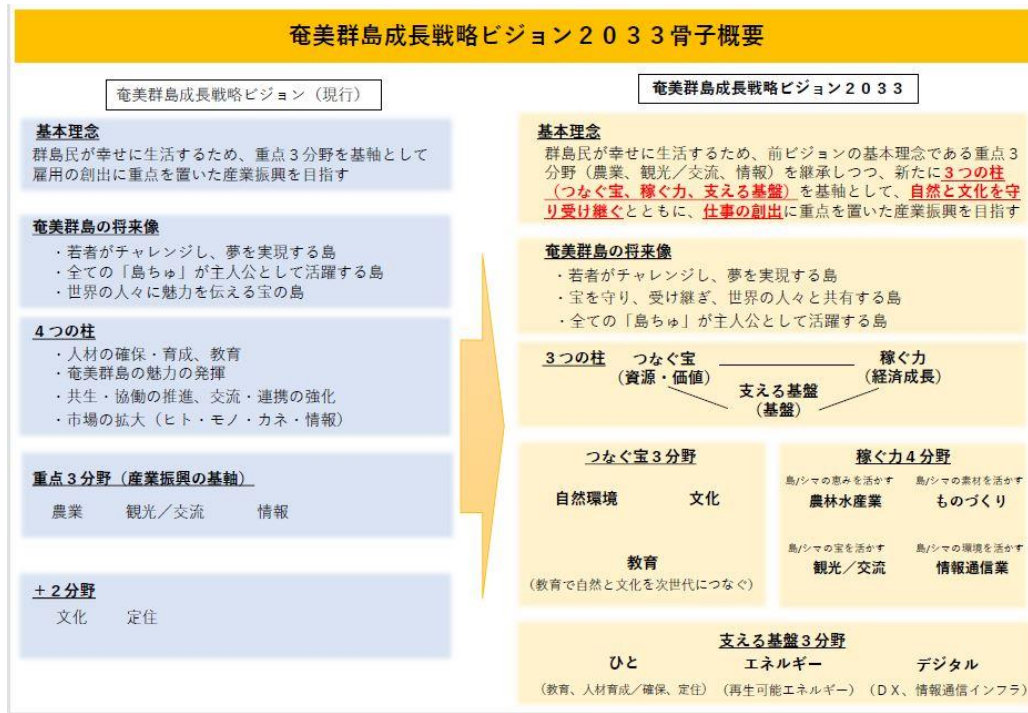 奄美群島成長戦略ビジョン２０３３骨子概要
奄美群島成長戦略ビジョン（現行）
基本理念
群島民が幸せに生活するため、重点３分野を基軸として
雇用の創出に重点を置いた産業振興を目指す
奄美群島の将来像
・若者がチャレンジし、夢を実現する島
・全ての「島ちゅ」が主人公として活躍する島
・世界の人々に魅力を伝える宝の島
４つの柱
・人材の確保・育成、教育
・奄美群島の魅力の発揮
・共生・協働の推進、交流・連携の強化
・市場の拡大（ヒト・モノ・カネ・情報）
重点３分野（産業振興の基軸）
農業 観光／交流 情報
＋２分野
文化 定住
奄美群島成長戦略ビジョン２０３３
基本理念
群島民が幸せに生活するため、前ビジョンの基本理念である重点３
分野（農業、観光／交流、情報）を継承しつつ、新たに３つの柱
（つなぐ宝、稼ぐ力、支える基盤）を基軸として、自然と文化を守
り受け継ぐとともに、仕事の創出に重点を置いた産業振興を目指す
奄美群島の将来像
・若者がチャレンジし、夢を実現する島
・宝を守り、受け継ぎ、世界の人々と共有する島
・全ての「島ちゅ」が主人公として活躍する島
３つの柱 つなぐ宝 稼ぐ力
（資源・価値） （経済成長）
支える基盤
（基盤）
つなぐ宝３分野
自然環境 文化
教育
（教育で自然と文化を次世代につなぐ）
稼ぐ力４分野
島/シマの恵みを活かす 島/シマの素材を活かす
農林水産業 ものづくり
島/シマの宝を活かす 島/シマの環境を活かす
観光／交流 情報通信業
支える基盤３分野
ひと エネルギー デジタル
（教育、人材育成／確保、定住） （再生可能エネルギー） （ＤＸ、情報通信インフラ）